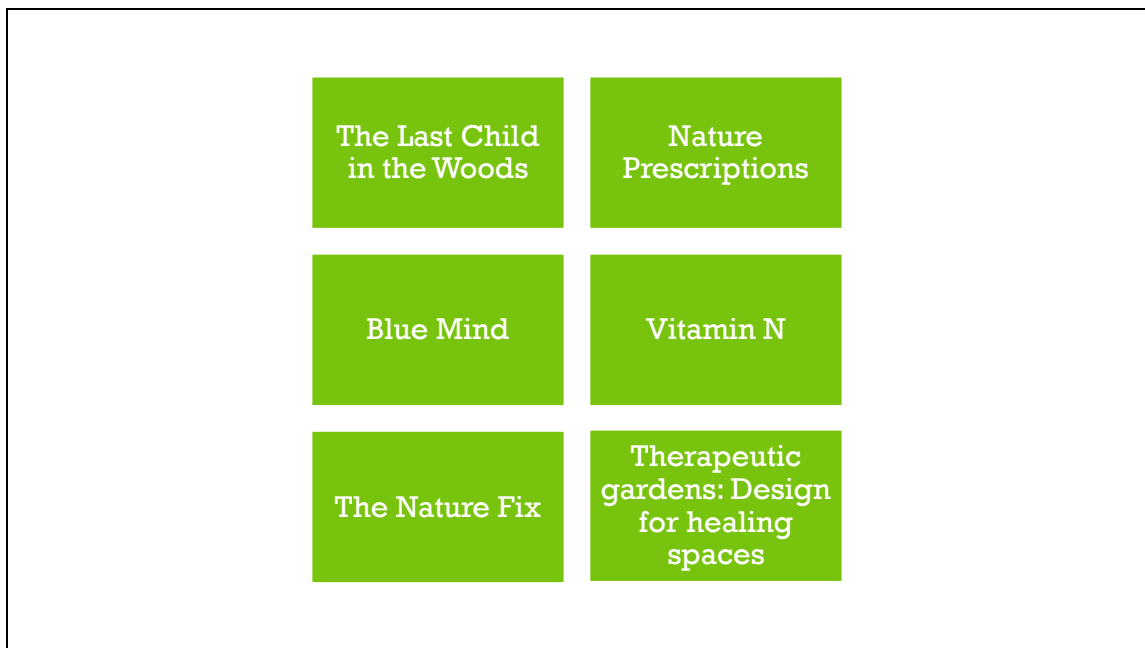 The Last Child
in the Woods
Nature
Prescriptions
Blue Mind
Vitamin N
The Nature Fix
Therapeutic
gardens: Design
for healing
spaces